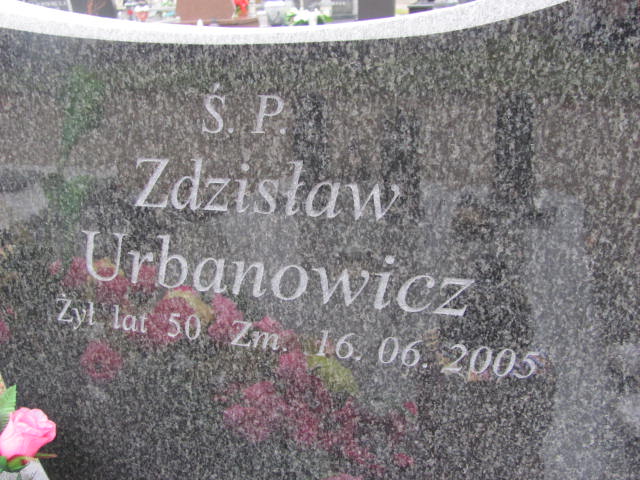 Ś. P.
Zdzisław
Urbanowicz
Żył lat 50 Zm. 16. 06. 2005